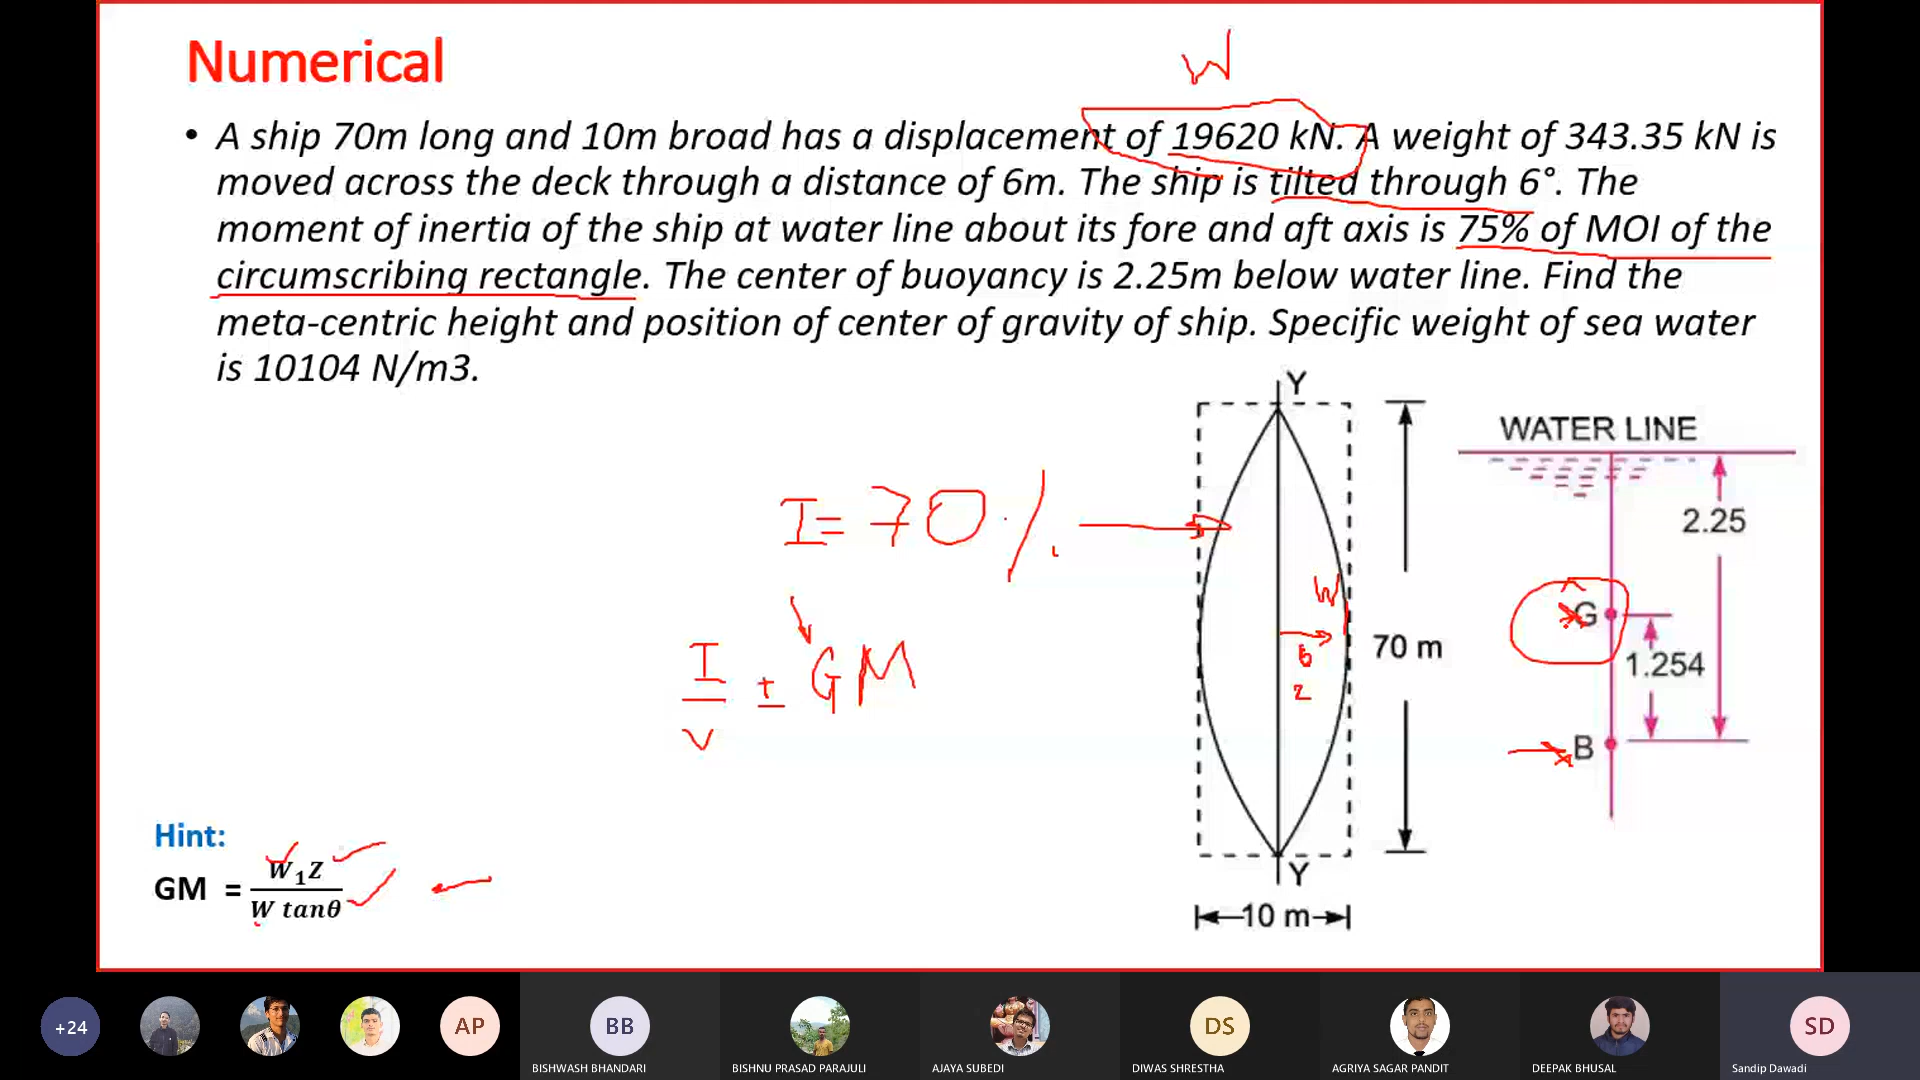 Numerical
W
• A ship 70m long and 10m broad has a displacement of 19620 kN. A weight of 343.35 kN is
moved across the deck through a distance of 6m. The ship is tilted through 6°. The
moment of inertia of the ship at water line about its fore and aft axis is 75% of MOI of the
circumscribing rectangle. The center of buoyancy is 2.25m below water line. Find the
meta-centric height and position of center of gravity of ship. Specific weight of sea water
is 10104 N/m3.
Y
WATER LINE
2.25
I = 70 %
W
G
70 m
6
1.254
I/V ± GM
z
B
Hint:
GM = W₁Z / W tanθ
Y
10 m
+24
AP
BB
DS
SD
BISHWASH BHANDARI
BISHNU PRASAD PARAJULI
AJAYA SUBEDI
DIWAS SHRESTHA
AGRIYA SAGAR PANDIT
DEEPAK BHUSAL
Sandip Dawadi